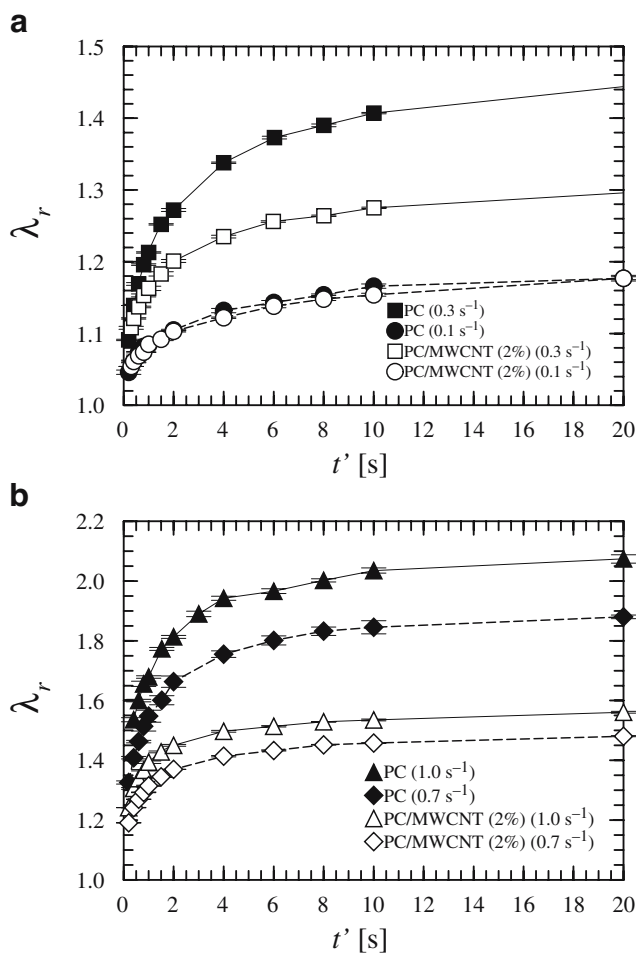 a
1.5
1.4
1.3
1.2
1.1
1.0
λr
PC (0.3 s⁻¹)
PC (0.1 s⁻¹)
PC/MWCNT (2%) (0.3 s⁻¹)
PC/MWCNT (2%) (0.1 s⁻¹)
0 2 4 6 8 10 12 14 16 18 20
t' [s]
b
2.2
2.0
1.8
1.6
1.4
1.2
1.0
λr
PC (1.0 s⁻¹)
PC (0.7 s⁻¹)
PC/MWCNT (2%) (1.0 s⁻¹)
PC/MWCNT (2%) (0.7 s⁻¹)
0 2 4 6 8 10 12 14 16 18 20
t' [s]